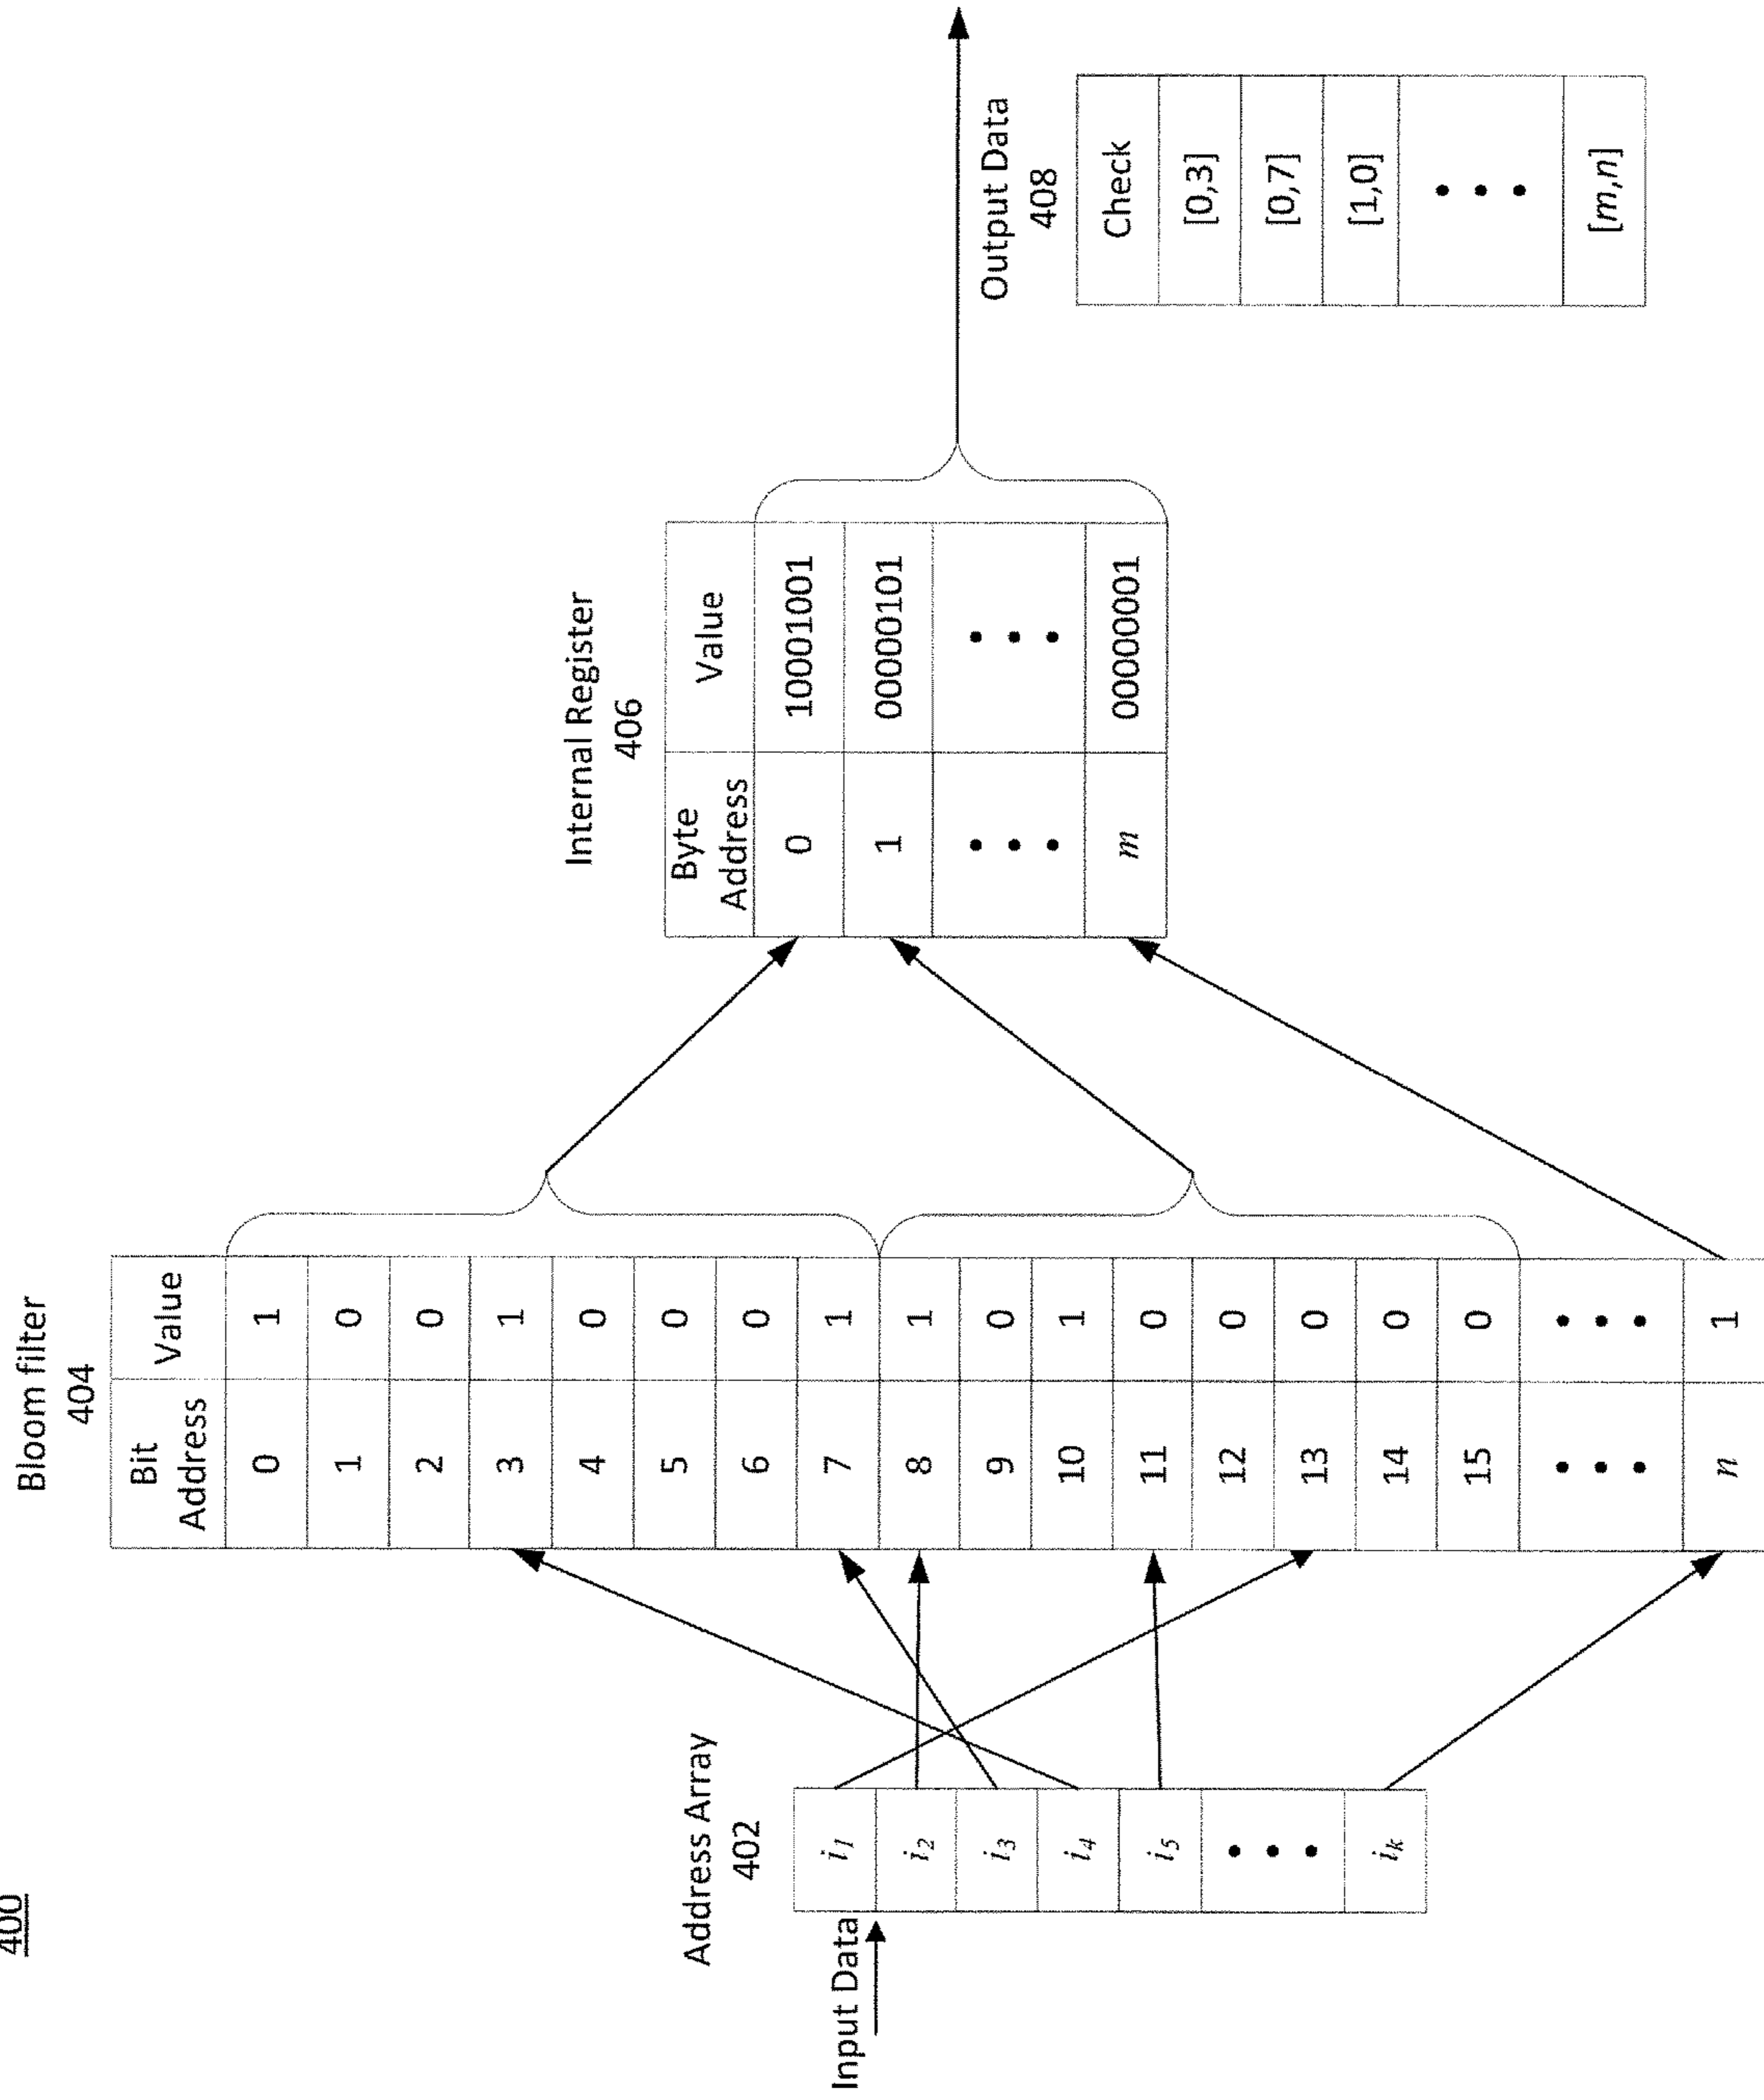 400
Input Data
Address Array
402
i1
i2
i3
i4
i5
• • •
ik
Bloom filter
404
Bit Address | Value
0 | 1
1 | 0
2 | 0
3 | 1
4 | 0
5 | 0
6 | 0
7 | 1
8 | 1
9 | 0
10 | 1
11 | 0
12 | 0
13 | 0
14 | 0
15 | 0
• • • | • • •
n | 1
Internal Register
406
Byte Address | Value
0 | 10001001
1 | 00000101
• • • | • • •
m | 00000001
Output Data
408
Check
[0,3]
[0,7]
[1,0]
• • •
[m,n]